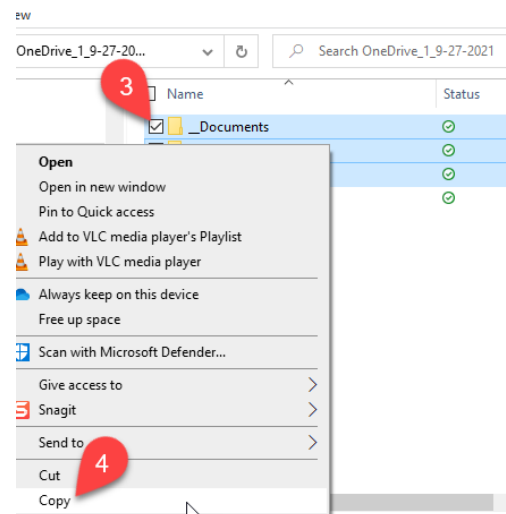 ew
OneDrive_1_9-27-20...
Search OneDrive_1_9-27-2021
3
Name
Status
__Documents
Open
Open in new window
Pin to Quick access
Add to VLC media player's Playlist
Play with VLC media player
Always keep on this device
Free up space
Scan with Microsoft Defender...
Give access to
Snagit
Send to
4
Cut
Copy